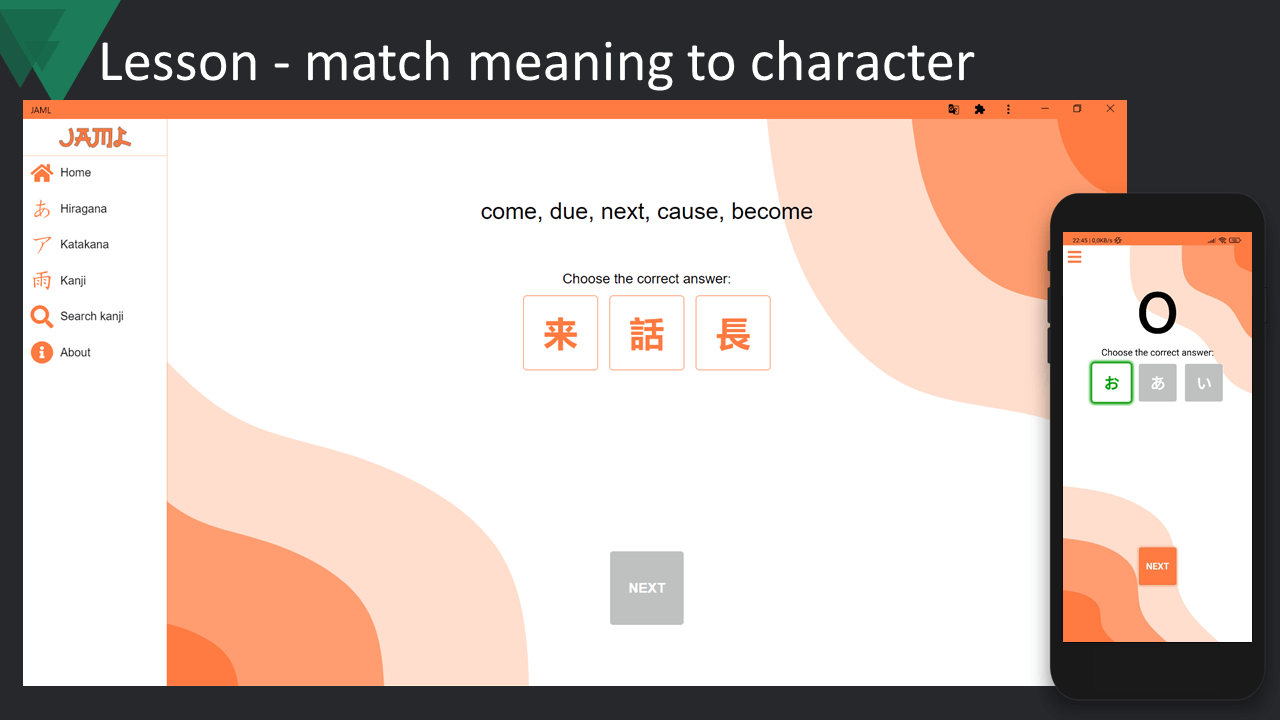 Lesson - match meaning to character
JAML
JAML
Home
あ Hiragana
ア Katakana
雨 Kanji
Search kanji
About
come, due, next, cause, become
Choose the correct answer:
来 話 長
NEXT
22:45 | 0,0KB/s
O
Choose the correct answer:
お あ い
NEXT